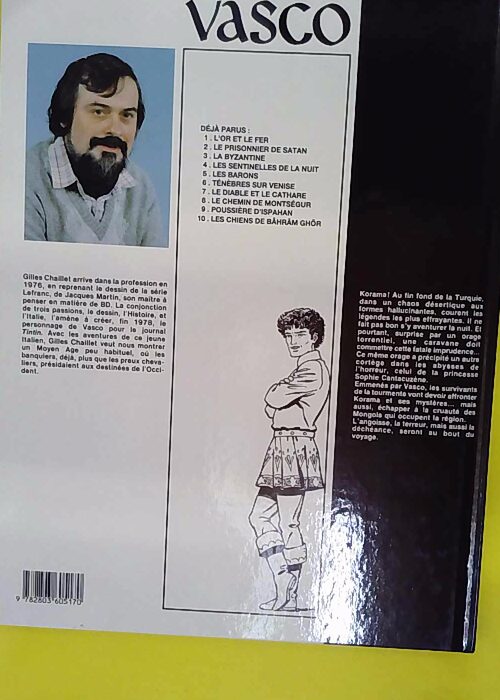 VASCO
DÉJÀ PARUS :
1 . L'OR ET LE FER
2 . LE PRISONNIER DE SATAN
3 . LA BYZANTINE
4 . LES SENTINELLES DE LA NUIT
5 . LES BARONS
6 . TÉNÈBRES SUR VENISE
7 . LE DIABLE ET LE CATHARE
8 . LE CHEMIN DE MONTSÉGUR
9 . POUSSIÈRE D'ISPAHAN
10 . LES CHIENS DE BÂHRÂM GHÔR
Gilles Chaillet arrive dans la profession en
1976, en reprenant le dessin de la série
Lefranc, de Jacques Martin, son maître à
penser en matière de BD. La conjonction
de trois passions, le dessin, l'Histoire, et
l'Italie, l'amène à créer, fin 1978, le
personnage de Vasco pour le journal
Tintin. Avec les aventures de ce jeune
Italien, Gilles Chaillet veut nous montrer
un Moyen Age peu habituel, où les
banquiers, déjà, plus que les preux cheva-
liers, présidaient aux destinées de l'Occi-
dent.
Korama! Au fin fond de la Turquie,
dans un chaos désertique aux
formes hallucinantes, courent les
légendes les plus effrayantes. Il ne
fait pas bon s'y aventurer la nuit. Et
pourtant, surprise par un orage
torrentiel, une caravane doit
commettre cette fatale imprudence...
Ce même orage a précipité un autre
cortège dans les abysses de
l'horreur, celui de la princesse
Sophie Cantacuzène.
Emmenés par Vasco, les survivants
de la tourmente vont devoir affronter
Korama et ses mystères... mais
aussi, échapper à la cruauté des
Mongols qui occupent la région.
L'angoisse, la terreur, mais aussi la
déchéance, seront au bout du
voyage.
9 782803 605170